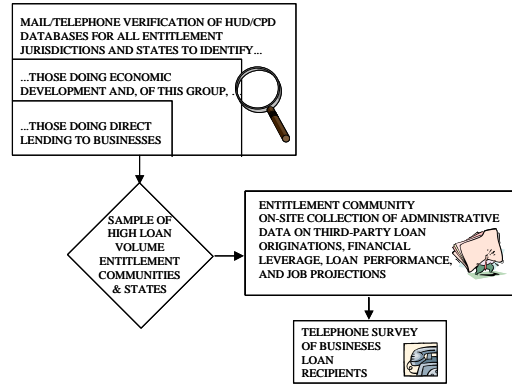 MAIL/TELEPHONE VERIFICATION OF HUD/CPD
DATABASES FOR ALL ENTITLEMENT
JURISDICTIONS AND STATES TO IDENTIFY...
...THOSE DOING ECONOMIC
DEVELOPMENT AND, OF THIS GROUP, ...
...THOSE DOING DIRECT
LENDING TO BUSINESSES
SAMPLE OF
HIGH LOAN
VOLUME
ENTITLEMENT
COMMUNITIES
& STATES
ENTITLEMENT COMMUNITY
ON-SITE COLLECTION OF ADMINISTRATIVE
DATA ON THIRD-PARTY LOAN
ORIGINATIONS, FINANCIAL
LEVERAGE, LOAN PERFORMANCE,
AND JOB PROJECTIONS
TELEPHONE SURVEY
OF BUSINESES
LOAN
RECIPIENTS